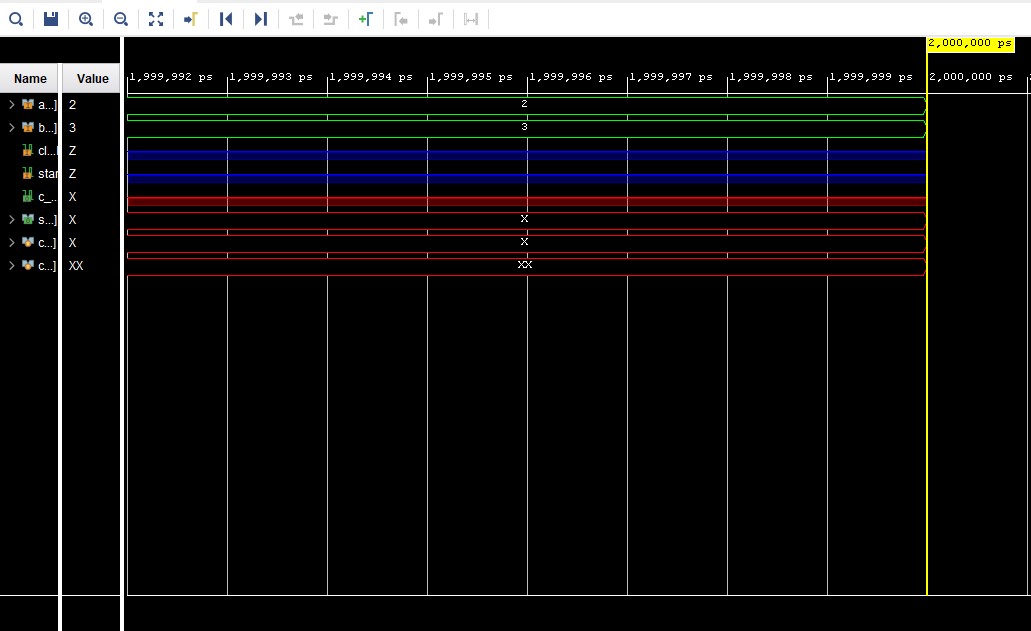 2,000,000 ps
Name Value 1,999,992 ps 1,999,993 ps 1,999,994 ps 1,999,995 ps 1,999,996 ps 1,999,997 ps 1,999,998 ps 1,999,999 ps 2,000,000 ps
a...] 2 2
b...] 3 3
cl... Z
star Z
c_... X
s...] X X
c...] X X
c...] XX XX